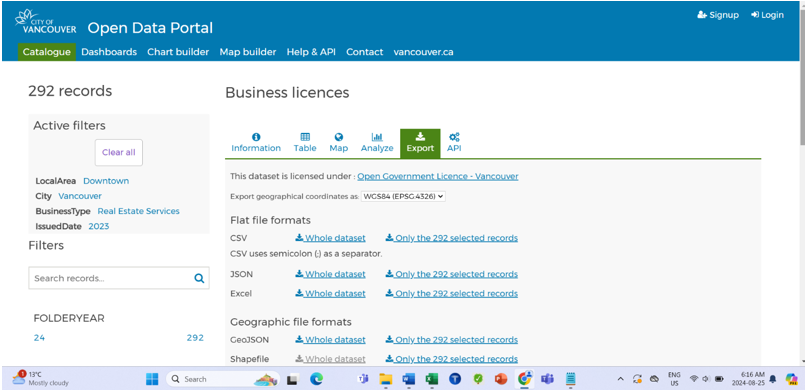 CITY OF
VANCOUVER Open Data Portal
Signup Login
Catalogue Dashboards Chart builder Map builder Help & API Contact vancouver.ca
292 records
Active filters
Clear all
LocalArea Downtown
City Vancouver
BusinessType Real Estate Services
IssuedDate 2023
Filters
Search records...
FOLDERYEAR
24 292
Business licences
Information Table Map Analyze Export API
This dataset is licensed under : Open Government Licence - Vancouver
Export geographical coordinates as: WGS84 (EPSG:4326)
Flat file formats
CSV Whole dataset Only the 292 selected records
CSV uses semicolon (;) as a separator.
JSON Whole dataset Only the 292 selected records
Excel Whole dataset Only the 292 selected records
Geographic file formats
GeoJSON Whole dataset Only the 292 selected records
Shapefile Whole dataset Only the 292 selected records
1
13°C
Mostly cloudy
Search
ENG
US
6:16 AM
2024-08-25